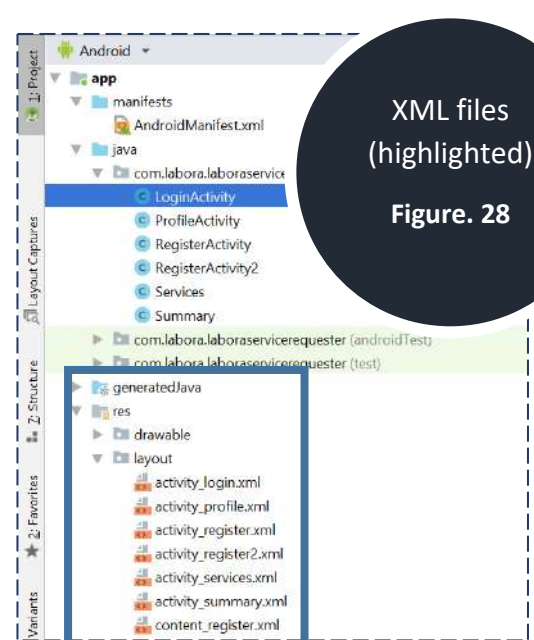 Android
app
manifests
AndroidManifest.xml
java
com.labora.laboraservice
LoginActivity
ProfileActivity
RegisterActivity
RegisterActivity2
Services
Summary
com.labora.laboraservicerequester (androidTest)
com.labora.laboraservicerequester (test)
generatedJava
res
drawable
layout
activity_login.xml
activity_profile.xml
activity_register.xml
activity_register2.xml
activity_services.xml
activity_summary.xml
content_register.xml
1: Project
Layout Captures
Z: Structure
2: Favorites
Variants
XML files
(highlighted)
Figure. 28